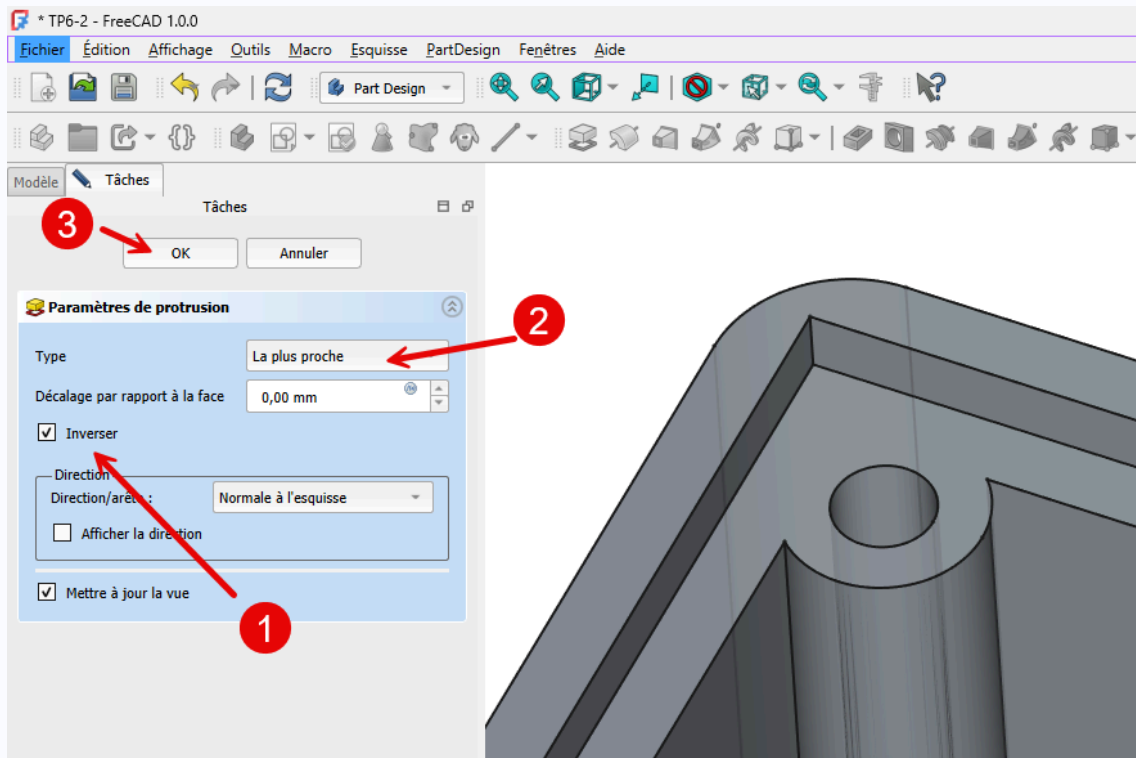 * TP6-2 - FreeCAD 1.0.0
Fichier Édition Affichage Outils Macro Esquisse PartDesign Fenêtres Aide
Part Design
Modèle Tâches
Tâches
3
OK Annuler
Paramètres de protrusion
2
Type La plus proche
Décalage par rapport à la face 0,00 mm
Inverser
Direction
Direction/arête : Normale à l'esquisse
Afficher la direction
Mettre à jour la vue
1